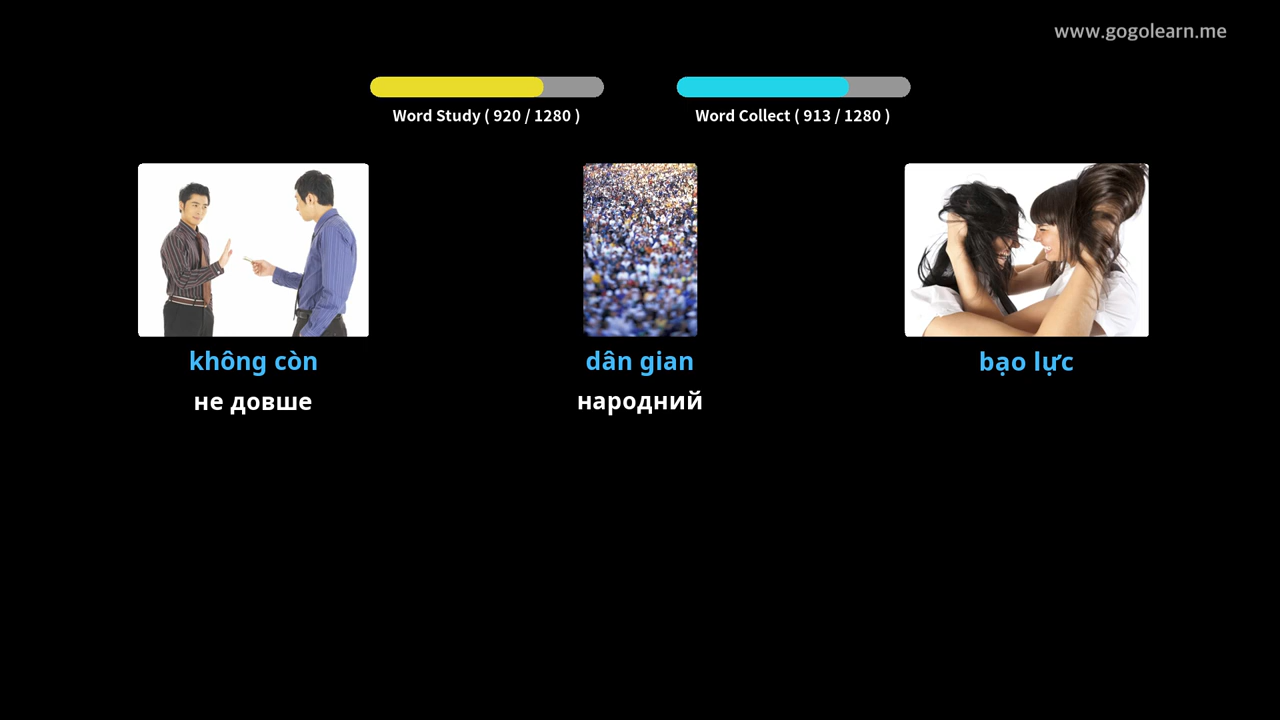 www.gogolearn.me
Word Study ( 920 / 1280 )
Word Collect ( 913 / 1280 )
không còn
dân gian
bạo lực
не довше
народний